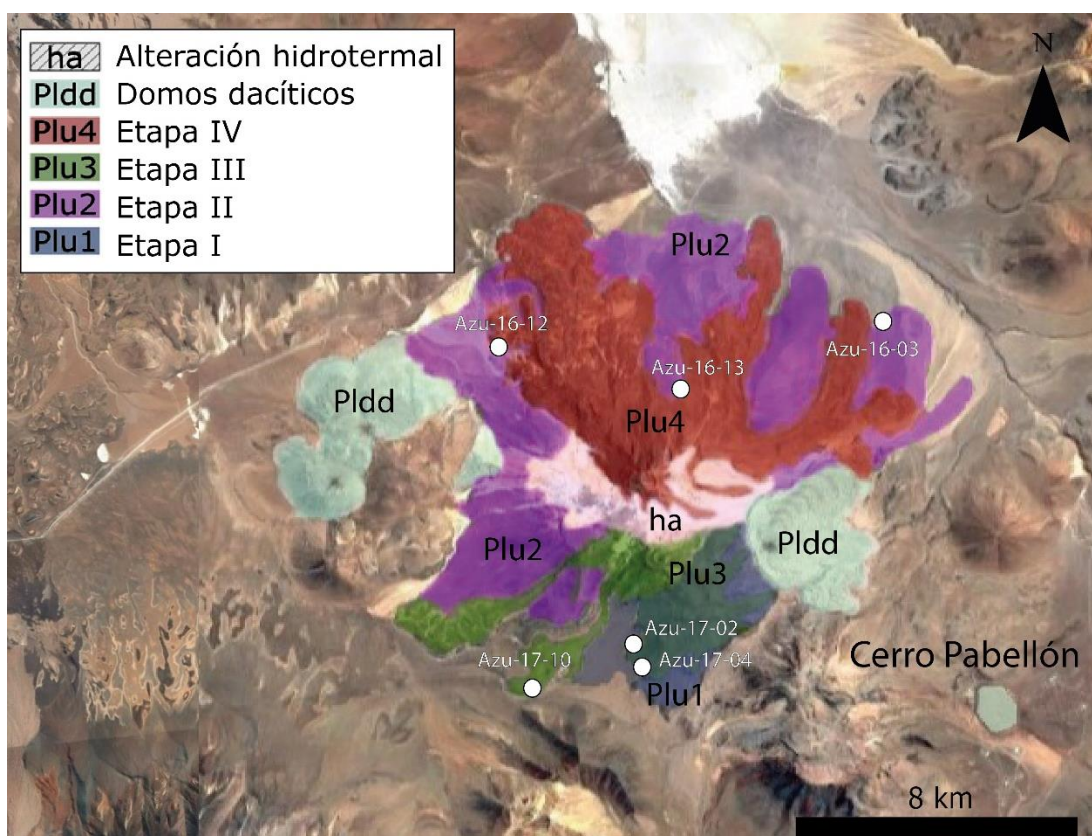 ha Alteración hidrotermal
Pldd Domos dacíticos
Plu4 Etapa IV
Plu3 Etapa III
Plu2 Etapa II
Plu1 Etapa I
N
Plu2
Azu-16-12
Azu-16-03
Azu-16-13
Pldd
Plu4
ha
Plu2
Plu3
Pldd
Azu-17-02
Azu-17-10
Azu-17-04
Cerro Pabellón
Plu1
8 km